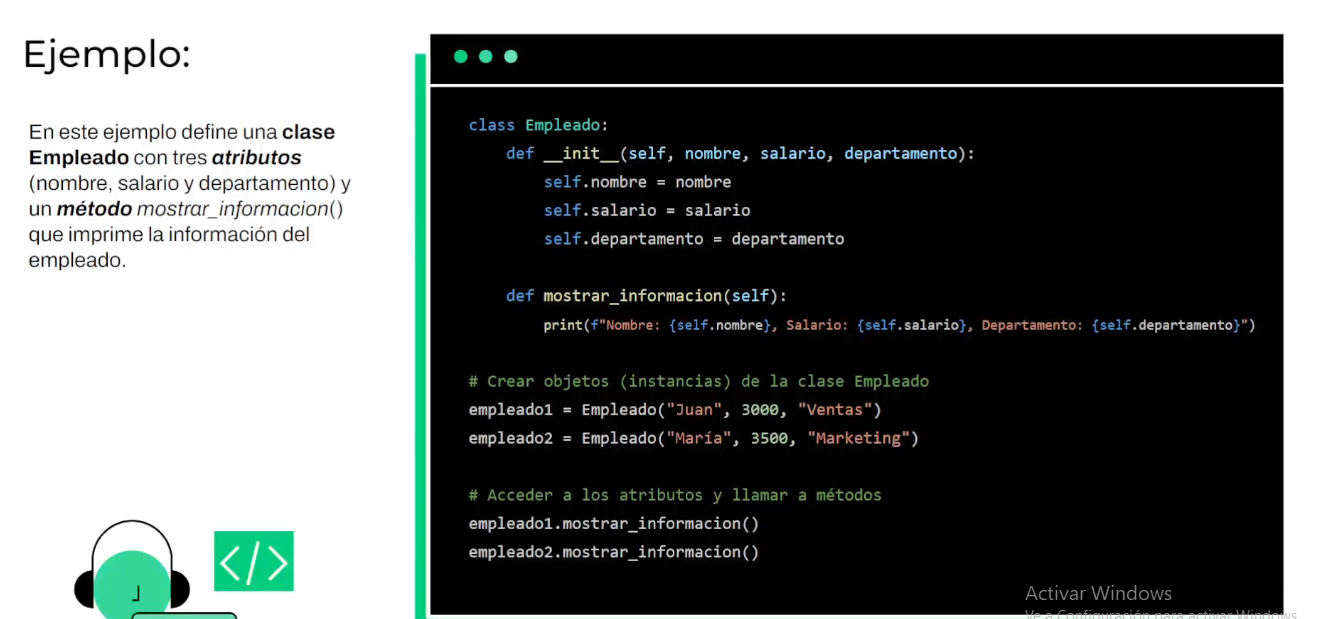 Ejemplo:
En este ejemplo define una clase
Empleado con tres atributos
(nombre, salario y departamento) y
un método mostrar_informacion()
que imprime la información del
empleado.
class Empleado:
    def __init__(self, nombre, salario, departamento):
        self.nombre = nombre
        self.salario = salario
        self.departamento = departamento
    def mostrar_informacion(self):
        print(f"Nombre: {self.nombre}, Salario: {self.salario}, Departamento: {self.departamento}")
# Crear objetos (instancias) de la clase Empleado
empleado1 = Empleado("Juan", 3000, "Ventas")
empleado2 = Empleado("María", 3500, "Marketing")
# Acceder a los atributos y llamar a métodos
empleado1.mostrar_informacion()
empleado2.mostrar_informacion()
</>
Activar Windows
Ve a Configuración para activar Windows.